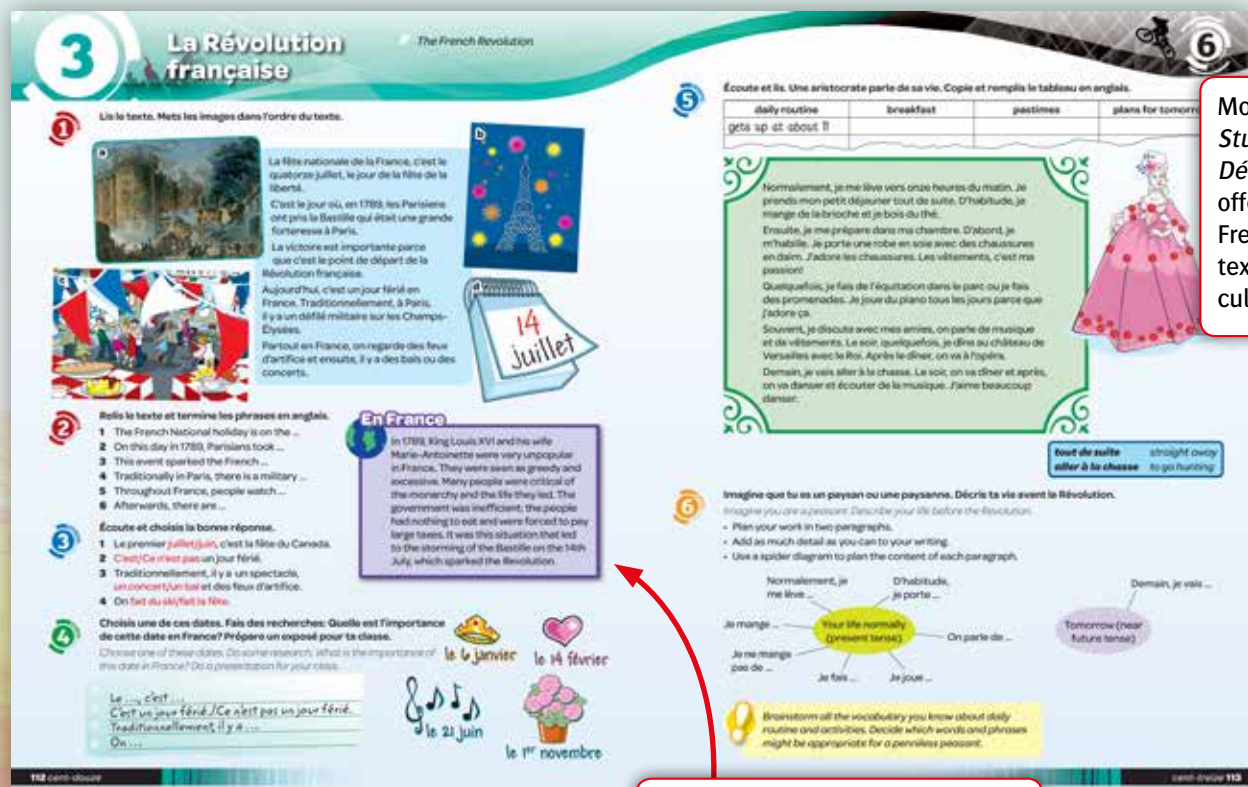 3
La Révolution
française
The French Revolution
1
Lis le texte. Mets les images dans l'ordre du texte.
a
b
La fête nationale de la France, c'est le
quatorze juillet, le jour de la fête de la
liberté.
C'est le jour où, en 1789, les Parisiens
ont pris la Bastille qui était une grande
forteresse à Paris.
La victoire est importante parce
que c'est le point de départ de la
Révolution française.
Aujourd'hui, c'est un jour férié en
France. Traditionnellement, à Paris,
il y a un défilé militaire sur les Champs-
Élysées.
Partout en France, on regarde des feux
d'artifice et ensuite, il y a des bals ou des
concerts.
c
d
14
juillet
2
Relis le texte et termine les phrases en anglais.
1 The French National holiday is on the ...
2 On this day in 1789, Parisians took ...
3 This event sparked the French ...
4 Traditionally in Paris, there is a military ...
5 Throughout France, people watch ...
6 Afterwards, there are ...
En France
In 1789, King Louis XVI and his wife
Marie-Antoinette were very unpopular
in France. They were seen as greedy and
excessive. Many people were critical of
the monarchy and the life they led. The
government was inefficient, the people
had nothing to eat and were forced to pay
large taxes. It was this situation that led
to the storming of the Bastille on the 14th
July, which sparked the Revolution.
3
Écoute et choisis la bonne réponse.
1 Le premier juillet/juin, c'est la fête du Canada.
2 C'est/Ce n'est pas un jour férié.
3 Traditionnellement, il y a un spectacle,
un concert/un bal et des feux d'artifice.
4 On fait du ski/fait la fête.
4
Choisis une de ces dates. Fais des recherches: Quelle est l'importance
de cette date en France? Prépare un exposé pour ta classe.
Choose one of these dates. Do some research. What is the importance of
this date in France? Do a presentation for your class.
le 6 janvier
le 14 février
le 21 juin
le 1er novembre
Le ..., c'est ...
C'est un jour férié./Ce n'est pas un jour férié.
Traditionnellement, il y a ...
On ...
112 cent-douze
6
5
Écoute et lis. Une aristocrate parle de sa vie. Copie et remplis le tableau en anglais.
daily routine breakfast pastimes plans for tomorr
gets up at about 11
Normalement, je me lève vers onze heures du matin. Je
prends mon petit déjeuner tout de suite. D'habitude, je
mange de la brioche et je bois du thé.
Ensuite, je me prépare dans ma chambre. D'abord, je
m'habille. Je porte une robe en soie avec des chaussures
en daim. J'adore les chaussures. Les vêtements, c'est ma
passion!
Quelquefois, je fais de l'équitation dans le parc ou je fais
des promenades. Je joue du piano tous les jours parce que
j'adore ça.
Souvent, je discute avec mes amies, on parle de musique
et de vêtements. Le soir, quelquefois, je dîne au château de
Versailles avec le Roi. Après le dîner, on va à l'opéra.
Demain, je vais aller à la chasse. Le soir, on va dîner et après,
on va danser et écouter de la musique. J'aime beaucoup
danser.
tout de suite straight away
aller à la chasse to go hunting
6
Imagine que tu es un paysan ou une paysanne. Décris ta vie avant la Révolution.
Imagine you are a peasant. Describe your life before the Revolution.
• Plan your work in two paragraphs.
• Add as much detail as you can to your writing.
• Use a spider diagram to plan the content of each paragraph.
Normalement, je
me lève ...
D'habitude,
je porte ...
Je mange ...
Your life normally
(present tense)
On parle de ...
Je ne mange
pas de ...
Je fais ...
Je joue ...
Demain, je vais ...
Tomorrow (near
future tense)
Brainstorm all the vocabulary you know about daily
routine and activities. Decide which words and phrases
might be appropriate for a penniless peasant.
cent-treize 113
Mo
Stu
Dé
offe
Fre
tex
cul